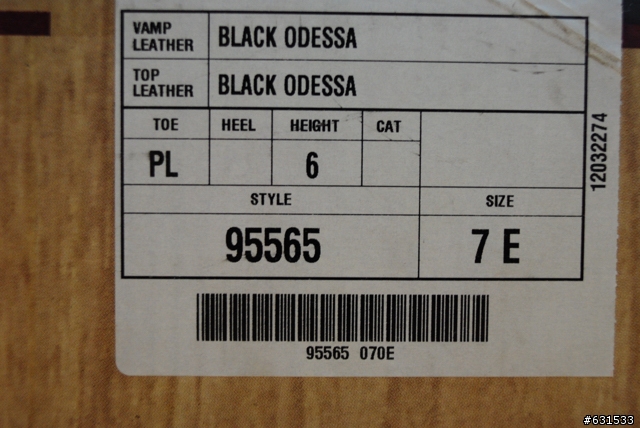 VAMP LEATHER BLACK ODESSA
TOP LEATHER BLACK ODESSA
TOE HEEL HEIGHT CAT
PL 6
STYLE SIZE
95565 7 E
95565 070E
12032274
#631533